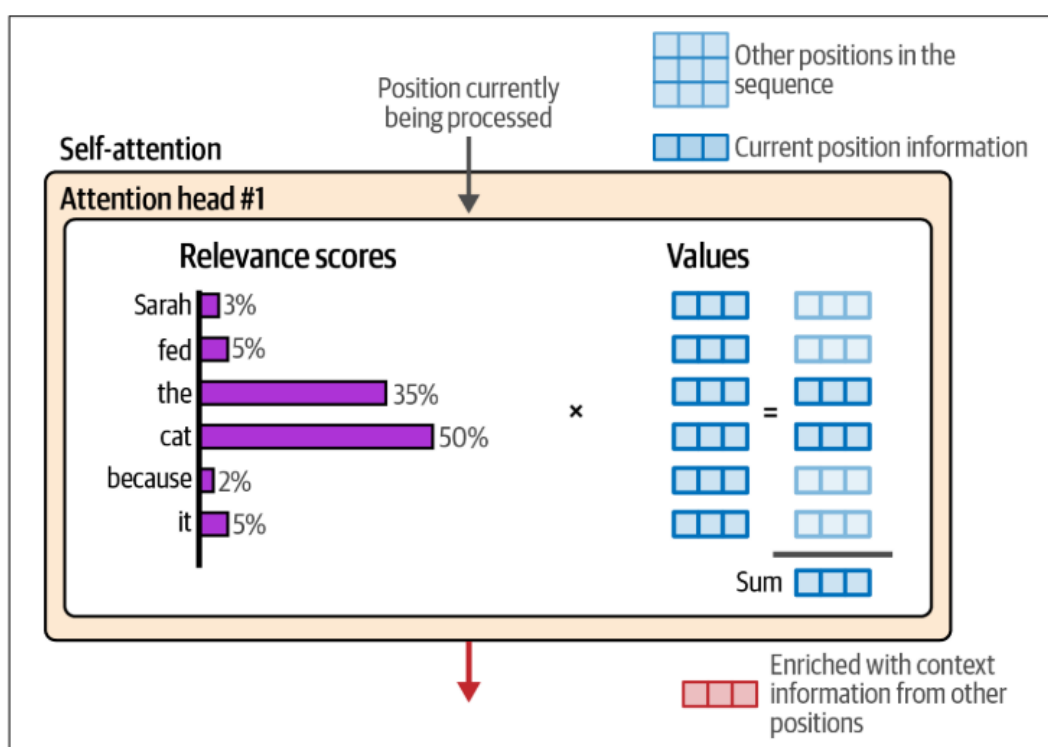 Other positions in the
sequence
Position currently
being processed
Current position information
Self-attention
Attention head #1
Relevance scores
Values
Sarah 3%
fed 5%
the 35%
cat 50%
because 2%
it 5%
×
=
Sum
Enriched with context
information from other
positions